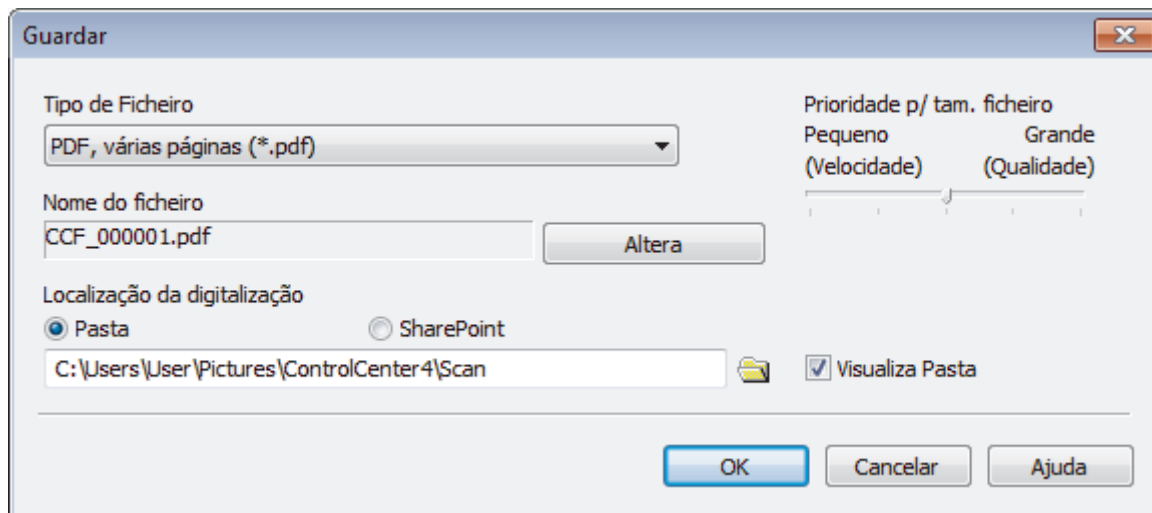 Guardar
Tipo de Ficheiro
PDF, várias páginas (*.pdf)
Prioridade p/ tam. ficheiro
Pequeno Grande
(Velocidade) (Qualidade)
Nome do ficheiro
CCF_000001.pdf
Altera
Localização da digitalização
Pasta SharePoint
C:\Users\User\Pictures\ControlCenter4\Scan
Visualiza Pasta
OK Cancelar Ajuda